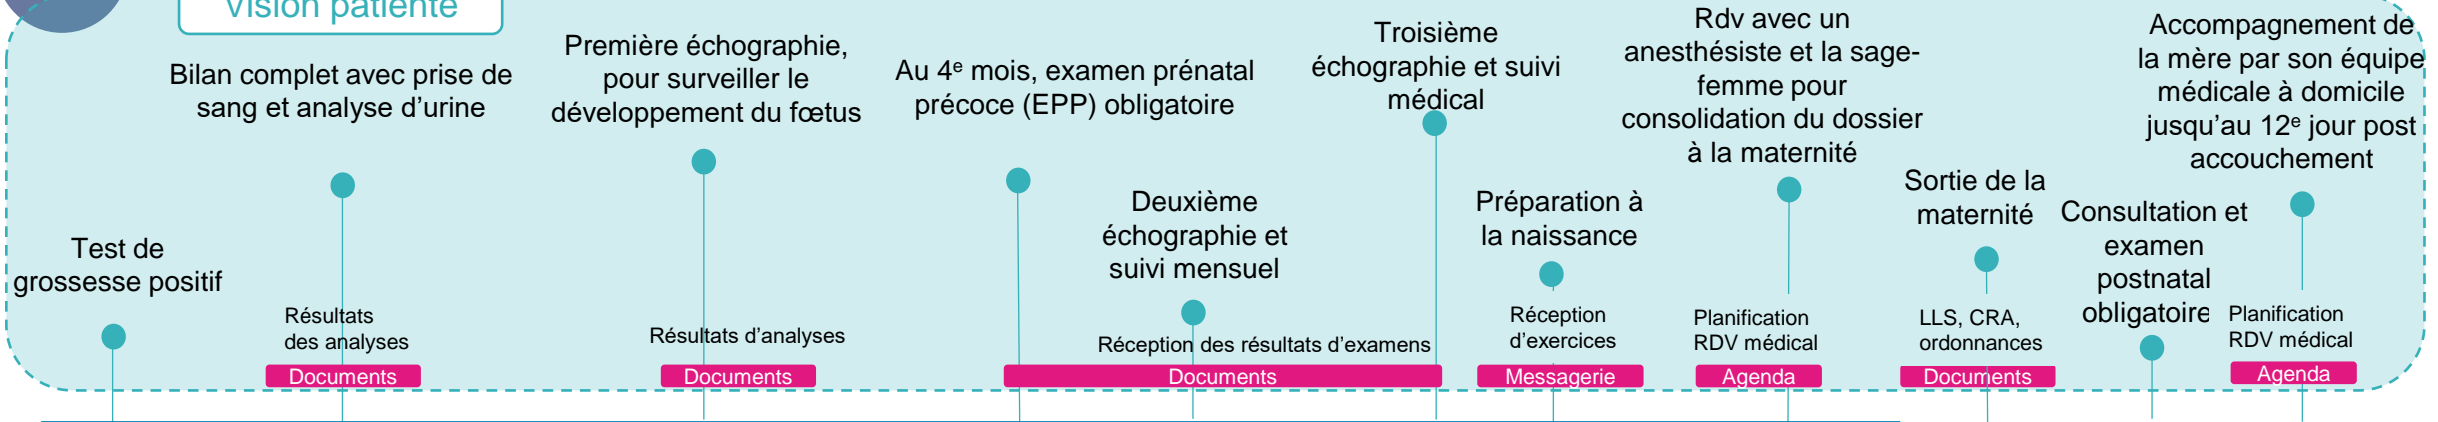 Vision patiente
Test de
grossesse positif
Bilan complet avec prise de
sang et analyse d'urine
Résultats
des analyses
Documents
Première échographie,
pour surveiller le
développement du fœtus
Résultats d'analyses
Documents
Au 4e mois, examen prénatal
précoce (EPP) obligatoire
Deuxième
échographie et
suivi mensuel
Réception des résultats d'examens
Documents
Troisième
échographie et suivi
médical
Préparation à
la naissance
Réception
d'exercices
Messagerie
Rdv avec un
anesthésiste et la sage-
femme pour
consolidation du dossier
à la maternité
Planification
RDV médical
Agenda
Sortie de la
maternité
LLS, CRA,
ordonnances
Documents
Consultation et
examen
postnatal
obligatoire
Accompagnement de
la mère par son équipe
médicale à domicile
jusqu'au 12e jour post
accouchement
Planification
RDV médical
Agenda